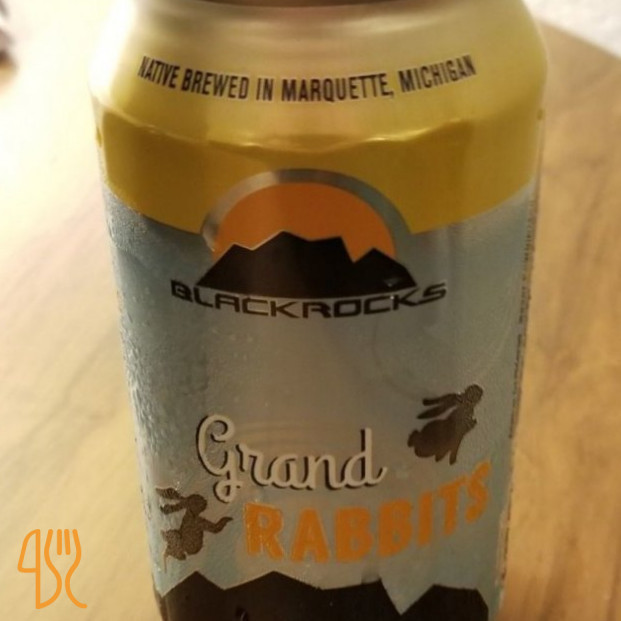 NATIVE BREWED IN MARQUETTE, MICHIGAN
BLACKROCKS
Grand
RABBITS